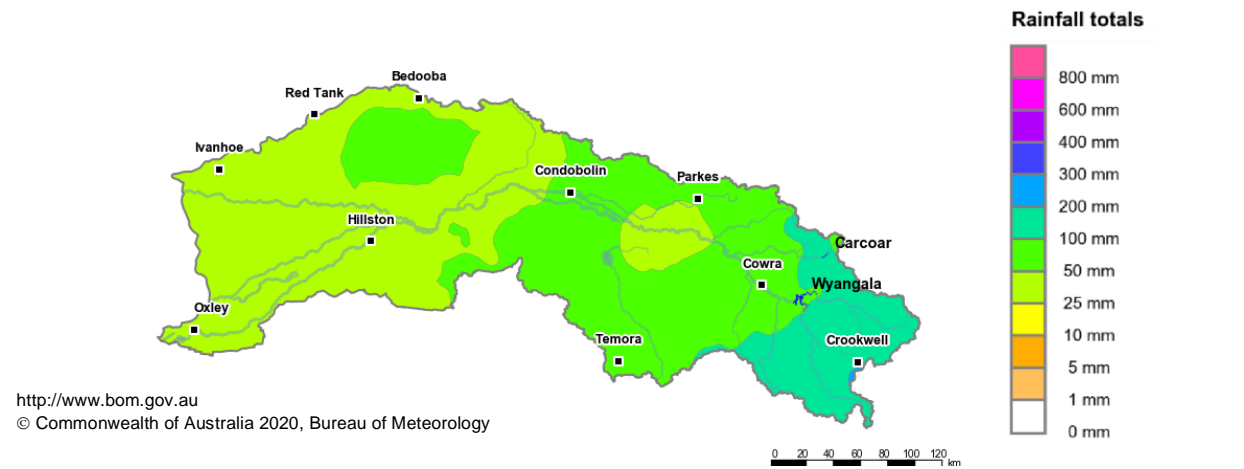 Rainfall totals
Bedooba
Red Tank
Ivanhoe
Condobolin
Parkes
Hillston
Carcoar
Cowra
Wyangala
Oxley
Temora
Crookwell
800 mm
600 mm
400 mm
300 mm
200 mm
100 mm
50 mm
25 mm
10 mm
5 mm
1 mm
0 mm
http://www.bom.gov.au
© Commonwealth of Australia 2020, Bureau of Meteorology
0 20 40 60 80 100 120
km